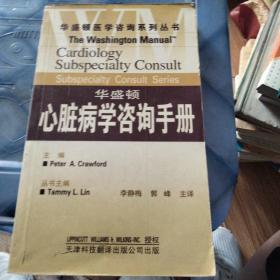 WM
华盛顿医学咨询系列丛书
The Washington Manual™
Cardiology
Subspecialty Consult
Subspecialty Consult Series
华盛顿
心脏病学咨询手册
主 编
■ Peter A. Crawford
丛书主编
■ Tammy L. Lin
李静梅 郭 峰 主译
LIPPINCOTT WILLIAMS & WILKINS INC. 授权
天津科技翻译出版公司出版